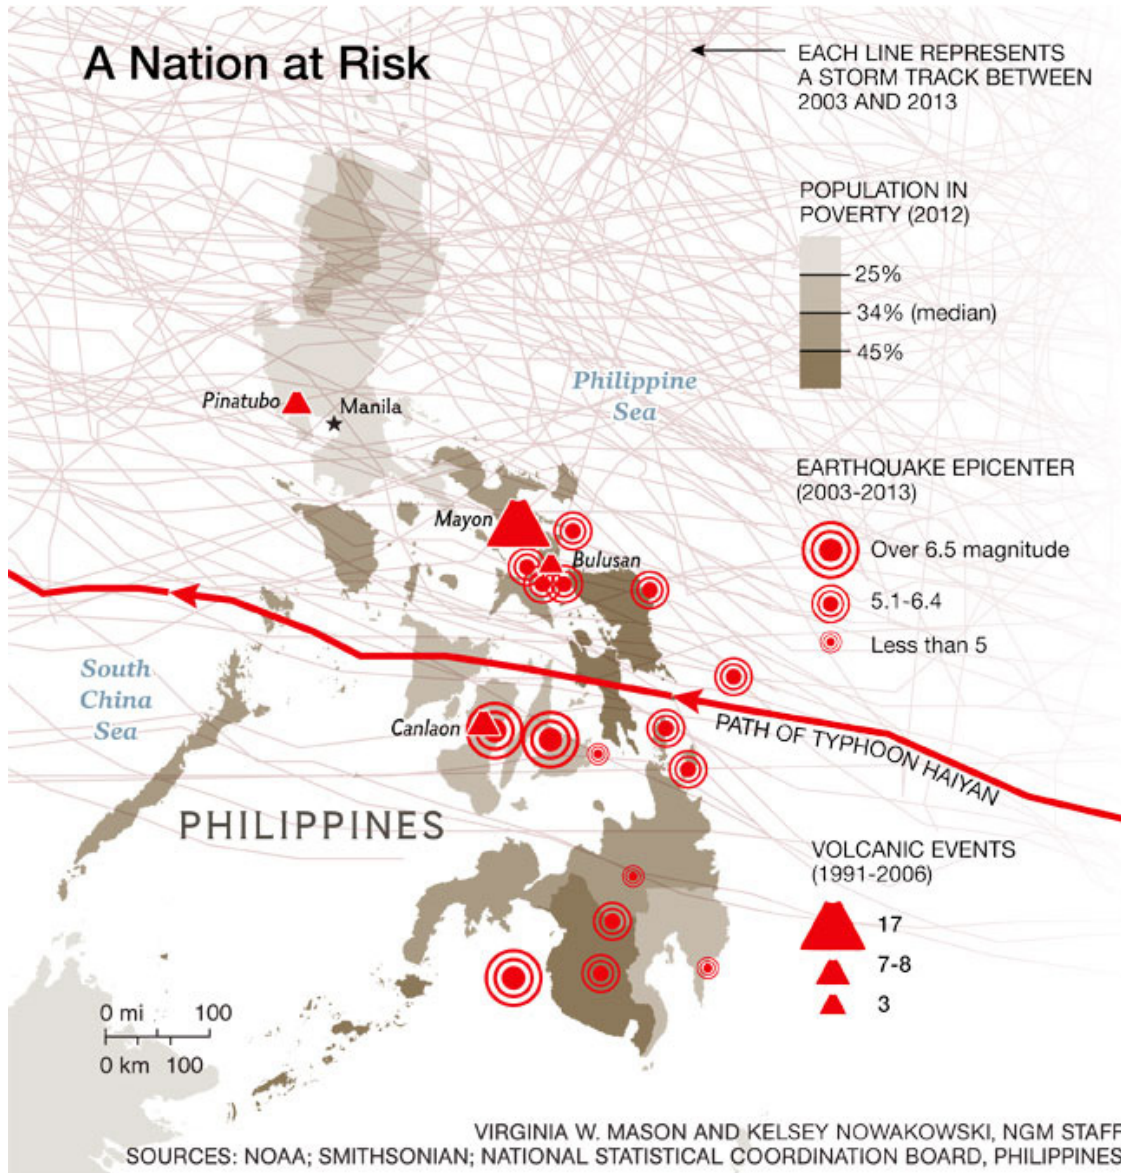 A Nation at Risk
EACH LINE REPRESENTS
A STORM TRACK BETWEEN
2003 AND 2013
POPULATION IN
POVERTY (2012)
25%
34% (median)
45%
Pinatubo
Manila
Philippine
Sea
EARTHQUAKE EPICENTER
(2003-2013)
Over 6.5 magnitude
5.1-6.4
Less than 5
Mayon
Bulusan
South
China
Sea
Canlaon
PATH OF TYPHOON HAIYAN
PHILIPPINES
VOLCANIC EVENTS
(1991-2006)
17
7-8
3
0 mi 100
0 km 100
VIRGINIA W. MASON AND KELSEY NOWAKOWSKI, NGM STAFF
SOURCES: NOAA; SMITHSONIAN; NATIONAL STATISTICAL COORDINATION BOARD, PHILIPPINES